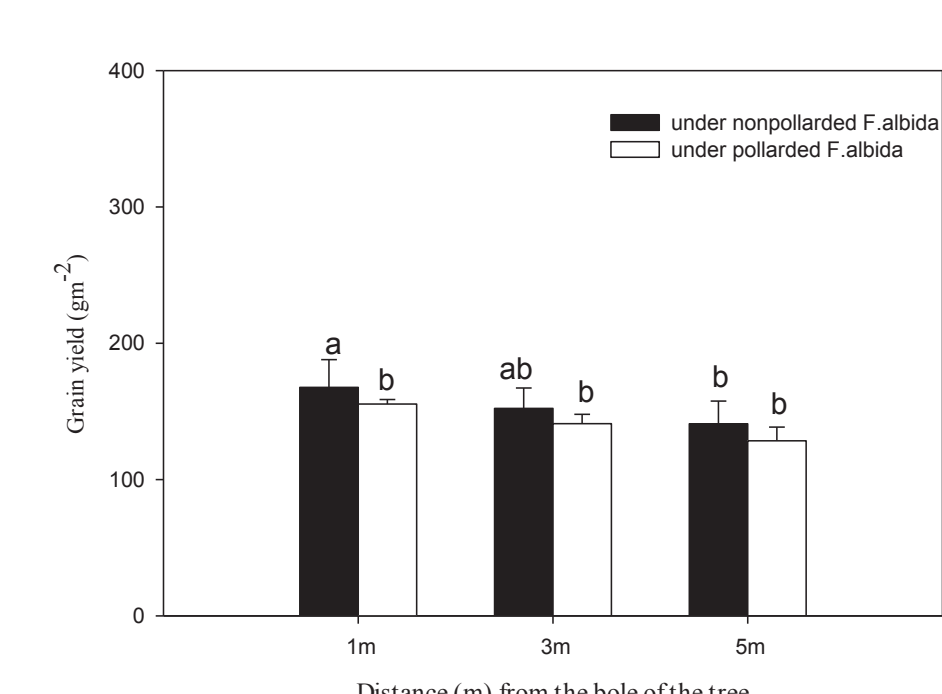 400
under nonpollarded F.albida
under pollarded F.albida
300
Grain yield (gm-2)
200
a
b
ab
b
b
b
100
0
1m
3m
5m
Distance (m) from the bole of the tree